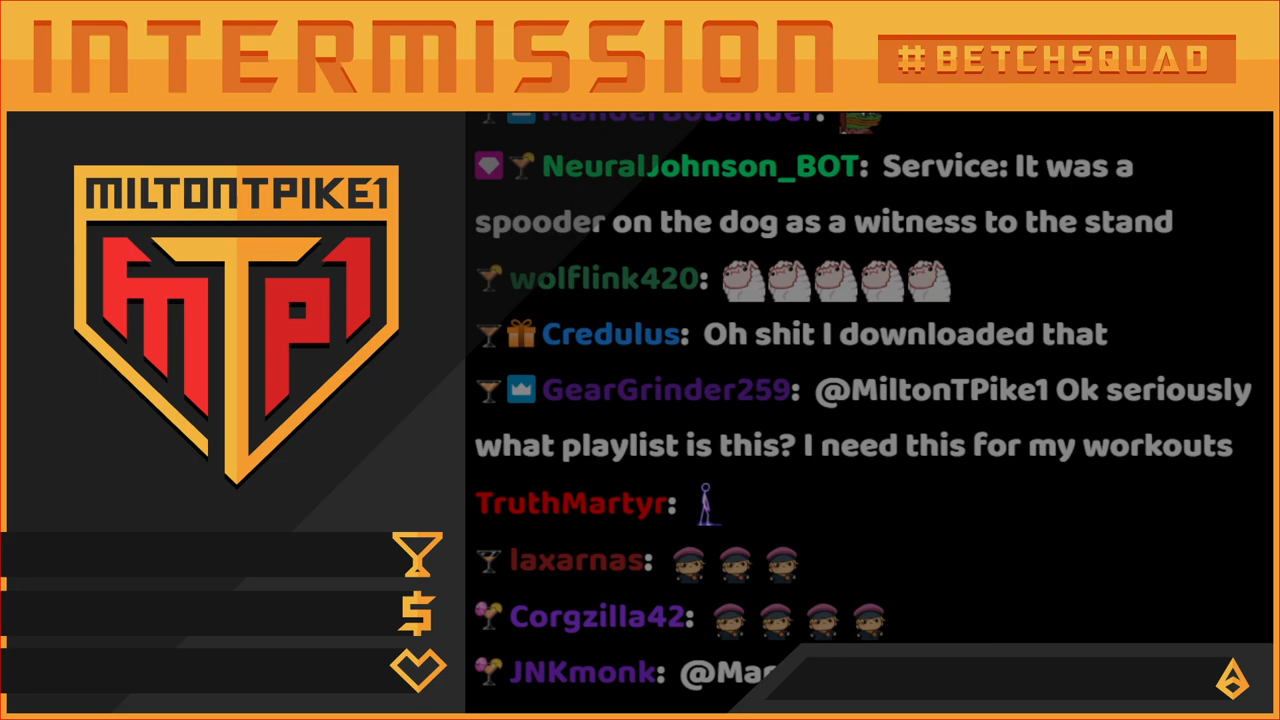 INTERMISSION
#BETCHSQUAD
MILTONTPIKE1
MTP1
ManderBoBander:
NeuralJohnson_BOT: Service: It was a
spooder on the dog as a witness to the stand
wolflink420:
Credulus: Oh shit I downloaded that
GearGrinder259: @MiltonTPike1 Ok seriously
what playlist is this? I need this for my workouts
TruthMartyr:
laxarnas:
Corgzilla42:
JNKmonk: